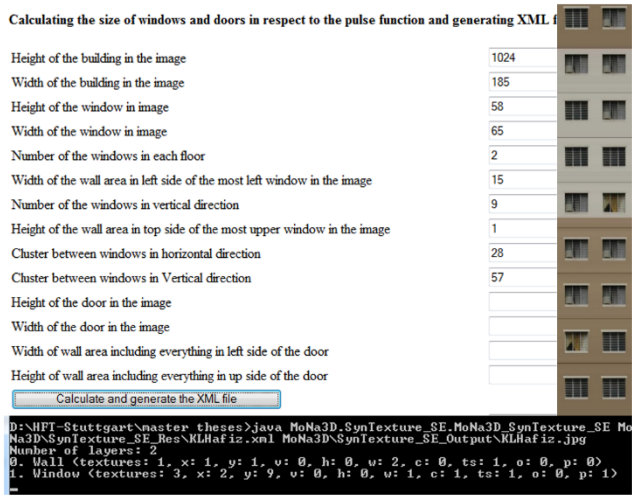 Calculating the size of windows and doors in respect to the pulse function and generating XML f
Height of the building in the image 1024
Width of the building in the image 185
Height of the window in image 58
Width of the window in image 65
Number of the windows in each floor 2
Width of the wall area in left side of the most left window in the image 15
Number of the windows in vertical direction 9
Height of the wall area in top side of the most upper window in the image 1
Cluster between windows in horizontal direction 28
Cluster between windows in Vertical direction 57
Height of the door in the image
Width of the door in the image
Width of wall area including everything in left side of the door
Height of wall area including everything in up side of the door
Calculate and generate the XML file
D:\HFT-Stuttgart\master theses>java MoNa3D.SynTexture_SE.MoNa3D_SynTexture_SE Mo
Na3D\SynTexture_SE_Res\KLHafiz.xml MoNa3D\SynTexture_SE_Output\KLHafiz.jpg
Number of layers: 2
0. Wall (textures: 1, x: 1, y: 1, v: 0, h: 0, w: 2, c: 0, ts: 1, o: 0, p: 0)
1. Window (textures: 3, x: 2, y: 9, v: 0, h: 0, w: 1, c: 1, ts: 1, o: 0, p: 1)